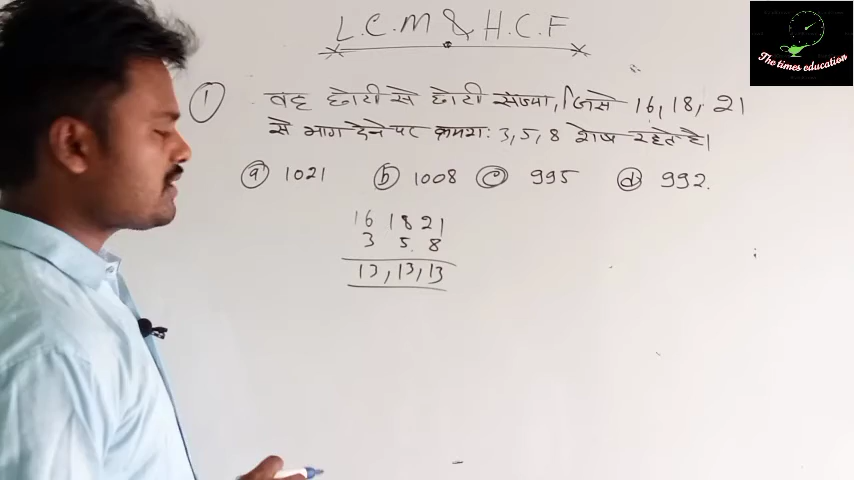 L.C.M & H.C.F
The times education
① वह छोटी से छोटी संख्या, जिसे 16, 18, 21
से भाग देने पर क्रमश: 3, 5, 8 शेष रहते है।
ⓐ 1021 ⓑ 1008 ⓒ 995 ⓓ 992.
16 18 21
3 5. 8
13, 13, 13